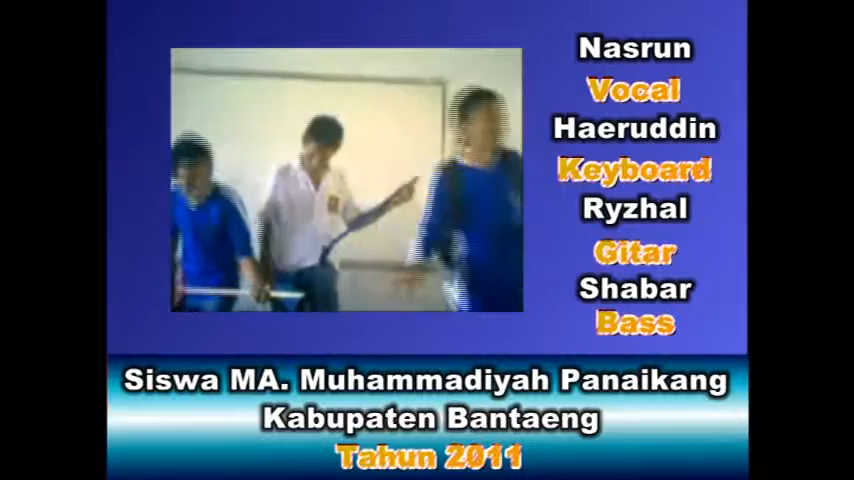 Nasrun
Vocal
Haeruddin
Keyboard
Ryzhal
Gitar
Shabar
Bass
Siswa MA. Muhammadiyah Panaikang
Kabupaten Bantaeng
Tahun 2011